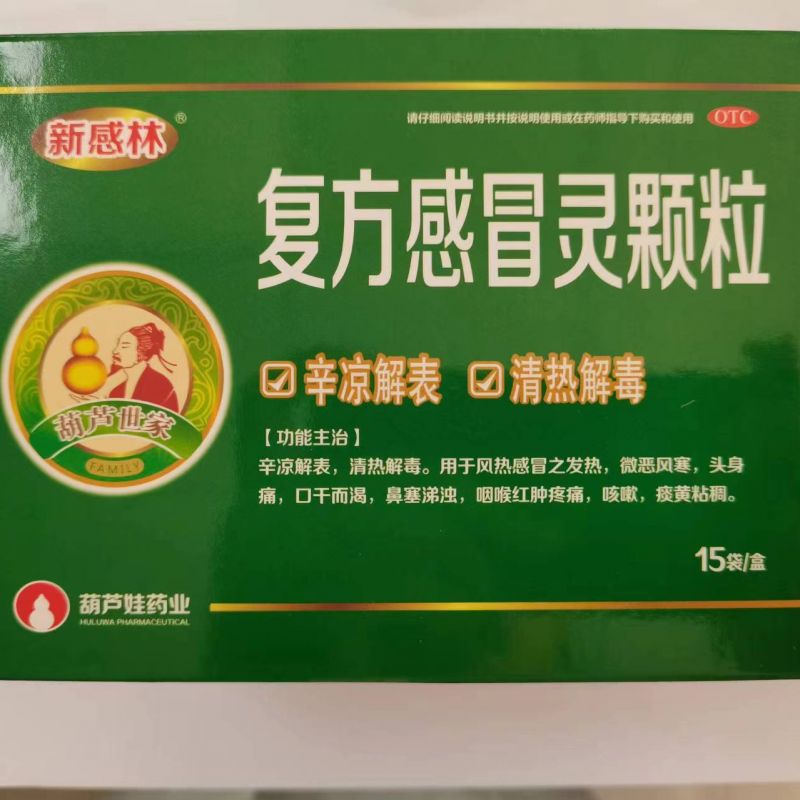 新感林®
请仔细阅读说明书并按说明使用或在药师指导下购买和使用
OTC
复方感冒灵颗粒
辛凉解表 清热解毒
【功能主治】
辛凉解表，清热解毒。用于风热感冒之发热，微恶风寒，头身
痛，口干而渴，鼻塞涕浊，咽喉红肿疼痛，咳嗽，痰黄粘稠。
葫芦世家
FAMILY
15袋/盒
葫芦娃药业
HULUWA PHARMACEUTICAL